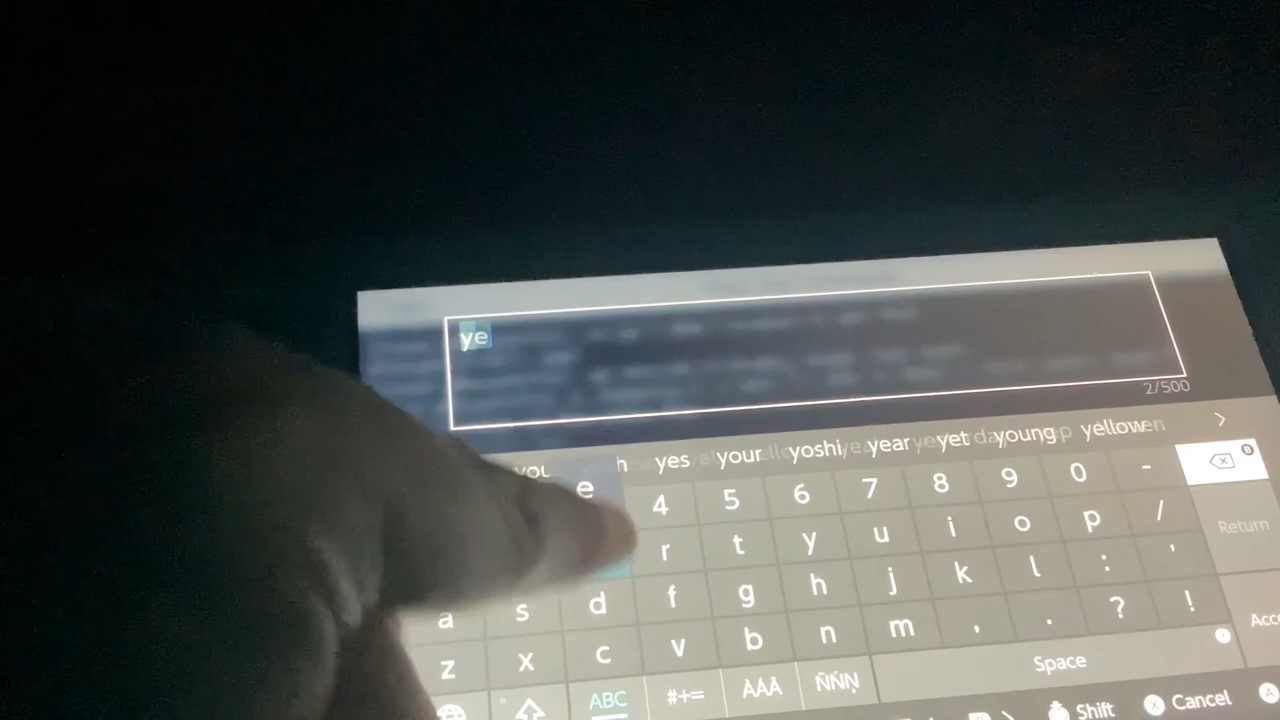 ye
2/500
yes your yoshi year yet young yellow
e 4 5 6 7 8 9 0 -
r t y u i o p / Return
a s d f g h j k l : '
z x c v b n m , . ? !
ABC #+= ÀÁÂ ÑŃŅ Space
Shift X Cancel A